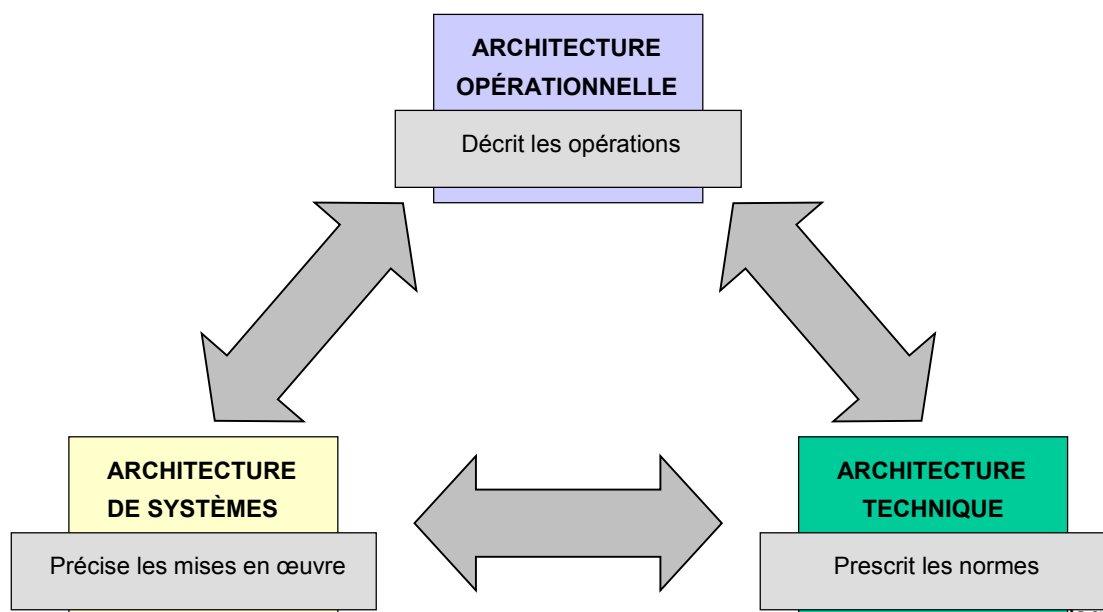 ARCHITECTURE
OPÉRATIONNELLE
Décrit les opérations
ARCHITECTURE
DE SYSTÈMES
Précise les mises en œuvre
ARCHITECTURE
TECHNIQUE
Prescrit les normes